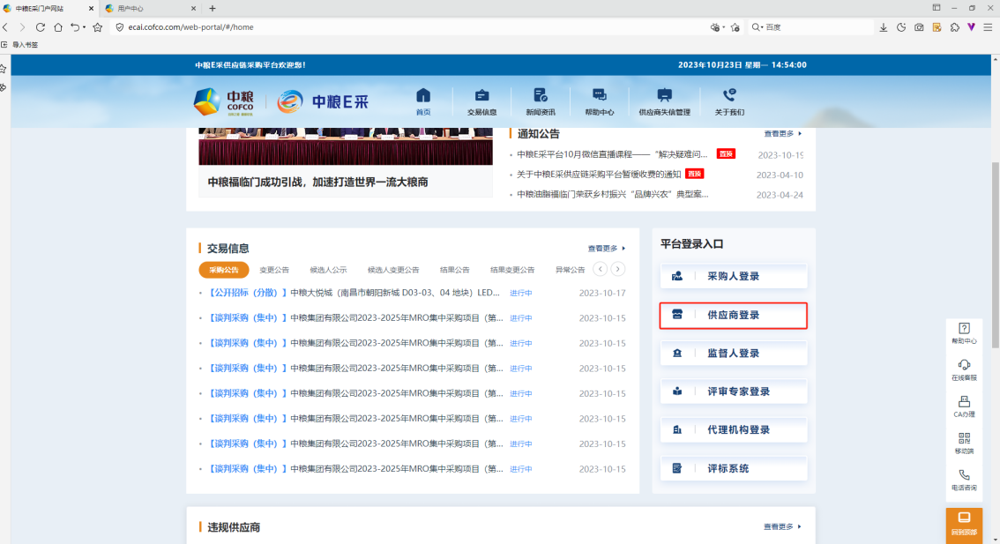 中粮E采门户网站
用户中心
ecai.cofco.com/web-portal/#/home
百度
导入书签
中粮E采供应链采购平台欢迎您!
2023年10月23日 星期一 14:54:00
中粮
COFCO
中粮E采
首页
交易信息
新闻资讯
帮助中心
供应商失信管理
关于我们
中粮福临门成功引战，加速打造世界一流大粮商
通知公告
查看更多
中粮E采平台10月微信直播课程——“解决疑难问... 置顶 2023-10-19
关于中粮E采供应链采购平台暂缓收费的通知 置顶 2023-04-10
中粮油脂福临门荣获乡村振兴“品牌兴农”典型案... 2023-04-24
交易信息
查看更多
采购公告 变更公告 候选人公示 候选人变更公告 结果公告 结果变更公告 异常公告
【公开招标（分散）】中粮大悦城（南昌市朝阳新城 D03-03、04 地块）LED... 进行中 2023-10-17
【谈判采购（集中）】中粮集团有限公司2023-2025年MRO集中采购项目（第... 进行中 2023-10-15
【谈判采购（集中）】中粮集团有限公司2023-2025年MRO集中采购项目（第... 进行中 2023-10-15
【谈判采购（集中）】中粮集团有限公司2023-2025年MRO集中采购项目（第... 进行中 2023-10-15
【谈判采购（集中）】中粮集团有限公司2023-2025年MRO集中采购项目（第... 进行中 2023-10-15
【谈判采购（集中）】中粮集团有限公司2023-2025年MRO集中采购项目（第... 进行中 2023-10-15
【谈判采购（集中）】中粮集团有限公司2023-2025年MRO集中采购项目（第... 进行中 2023-10-15
【谈判采购（集中）】中粮集团有限公司2023-2025年MRO集中采购项目（第... 进行中 2023-10-15
平台登录入口
采购人登录
供应商登录
监督人登录
评审专家登录
代理机构登录
评标系统
帮助中心
在线客服
CA办理
移动端
电话咨询
回到顶部
违规供应商
查看更多